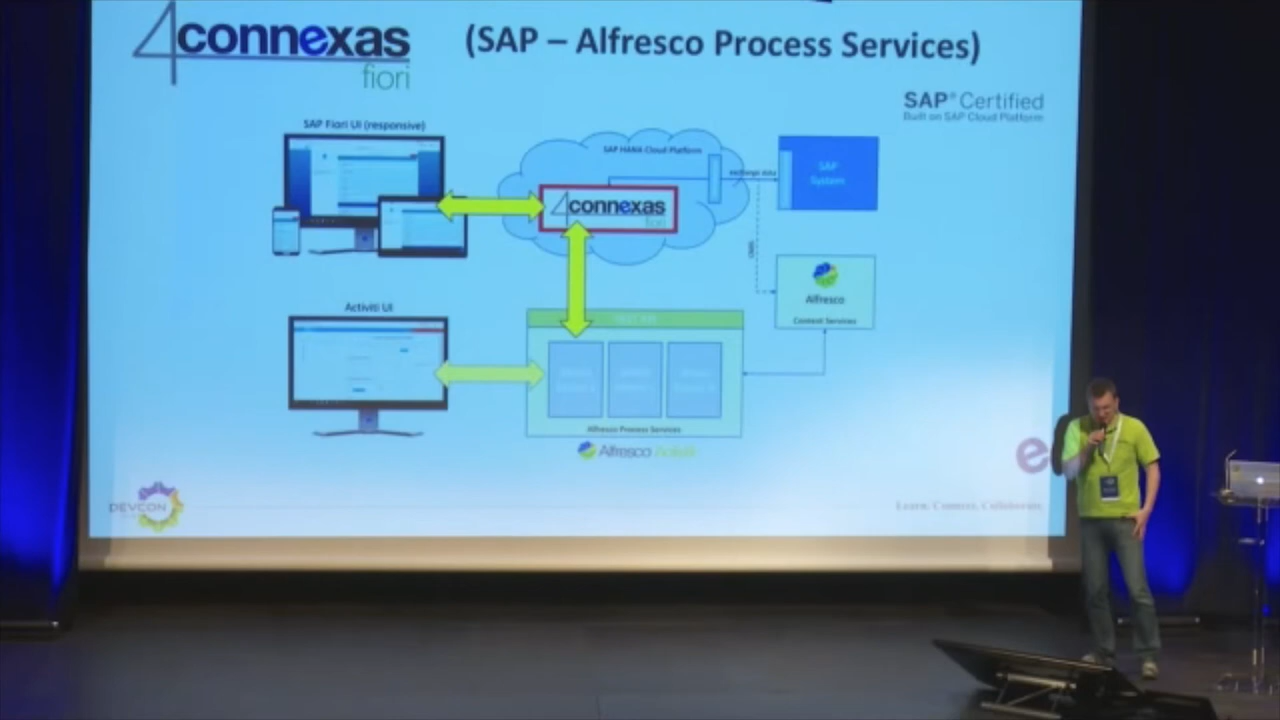 4connexas
fiori
(SAP – Alfresco Process Services)
SAP® Certified
Built on SAP Cloud Platform
SAP Fiori UI (responsive)
SAP HANA Cloud Platform
exchange data
SAP
System
4connexas
fiori
CMIS
Alfresco
Content Services
Activiti UI
Alfresco Process Services
Alfresco Activiti
DEVCON
Learn. Connect. Collaborate.